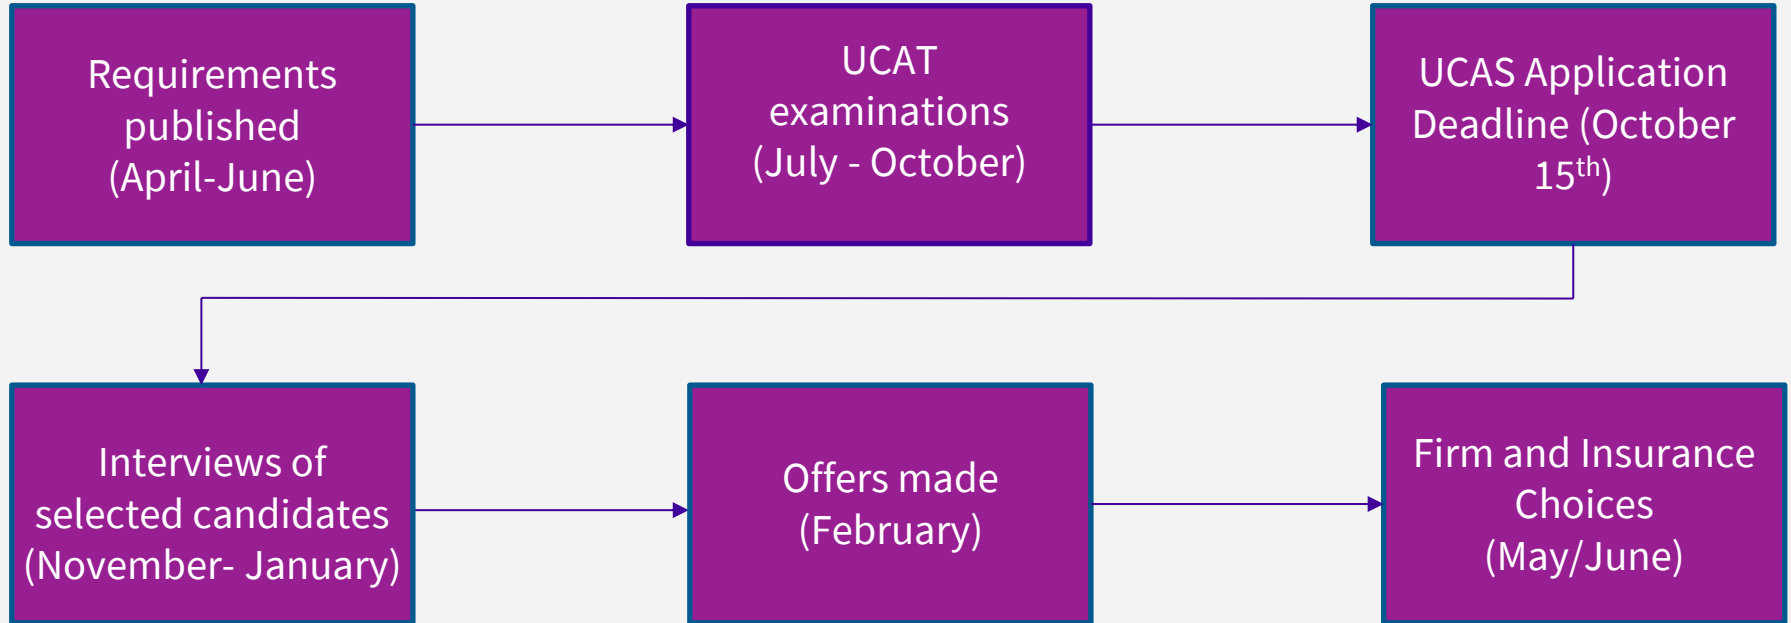 Requirements
published
(April-June)
UCAT
examinations
(July - October)
UCAS Application
Deadline (October
15th)
Interviews of
selected candidates
(November- January)
Offers made
(February)
Firm and Insurance
Choices
(May/June)